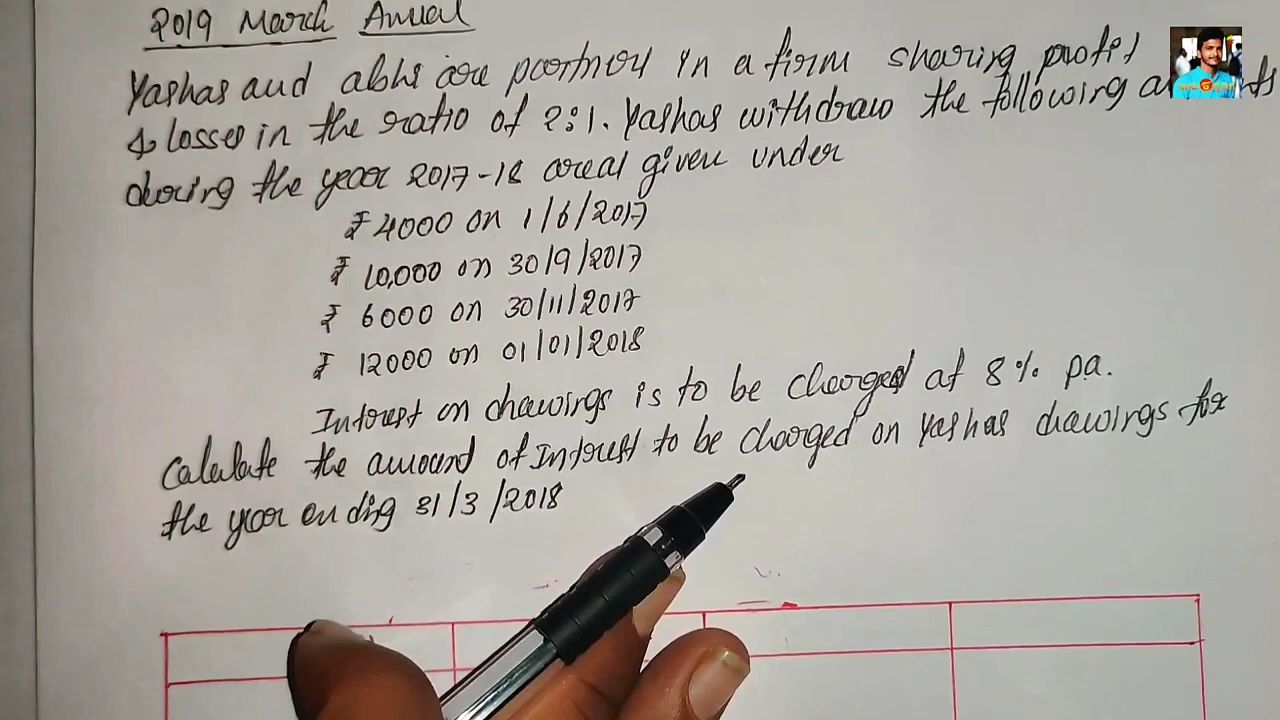 2019 March Annual
Yashas and abhi are partners in a firm sharing profit
& losses in the ratio of 2:1. Yashas withdraw the following
during the year 2017-18 are given under
₹ 4000 on 1/6/2017
₹ 10,000 on 30/9/2017
₹ 6000 on 30/11/2017
₹ 12000 on 01/01/2018
Interest on drawings is to be charged at 8% pa.
Calculate the amount of Interest to be charged on Yashas drawings for
the year ending 31/3/2018